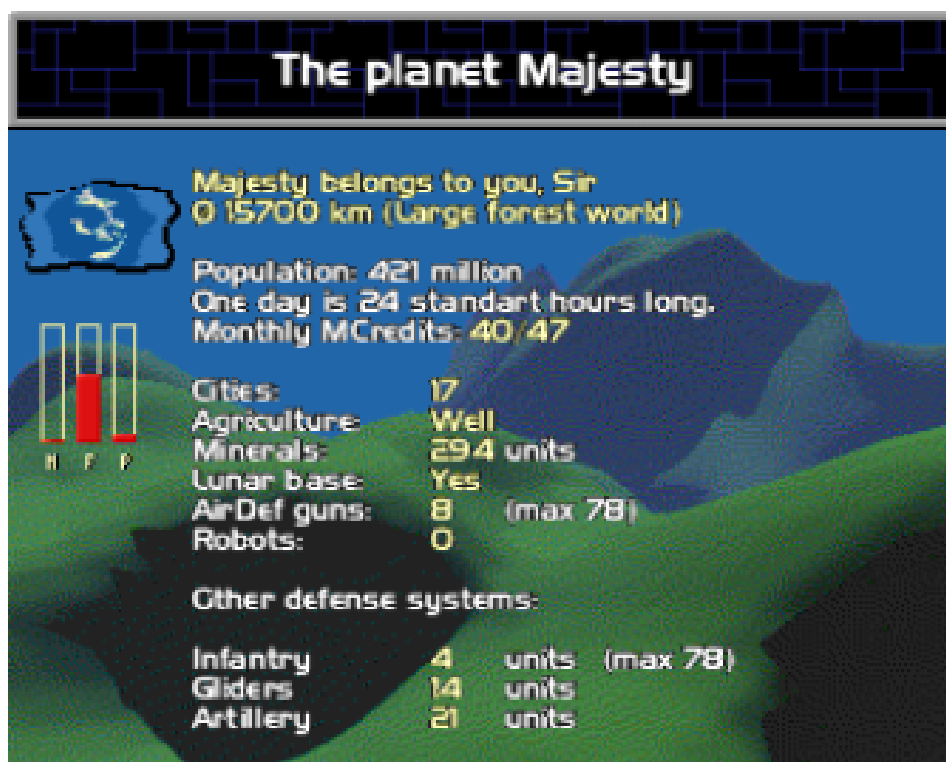 The planet Majesty
Majesty belongs to you, Sir
Ø 15700 km (Large forest world)
Population: 421 million
One day is 24 standart hours long.
Monthly MCredits: 40/47
Cities: 17
Agriculture: Well
Minerals: 294 units
Lunar base: Yes
AirDef guns: 8 (max 78)
Robots: 0
M F P
Other defense systems:
Infantry 4 units (max 78)
Gliders 14 units
Artillery 21 units